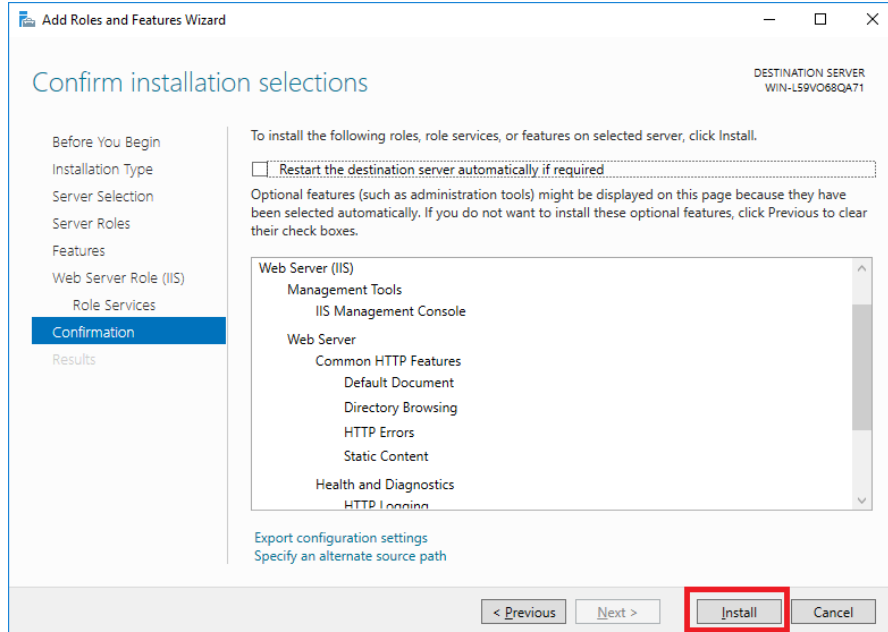 Add Roles and Features Wizard
Confirm installation selections
DESTINATION SERVER
WIN-L59VO68QA71
Before You Begin
Installation Type
Server Selection
Server Roles
Features
Web Server Role (IIS)
Role Services
Confirmation
Results
To install the following roles, role services, or features on selected server, click Install.
Restart the destination server automatically if required
Optional features (such as administration tools) might be displayed on this page because they have
been selected automatically. If you do not want to install these optional features, click Previous to clear
their check boxes.
Web Server (IIS)
Management Tools
IIS Management Console
Web Server
Common HTTP Features
Default Document
Directory Browsing
HTTP Errors
Static Content
Health and Diagnostics
HTTP Logging
Export configuration settings
Specify an alternate source path
< Previous
Next >
Install
Cancel